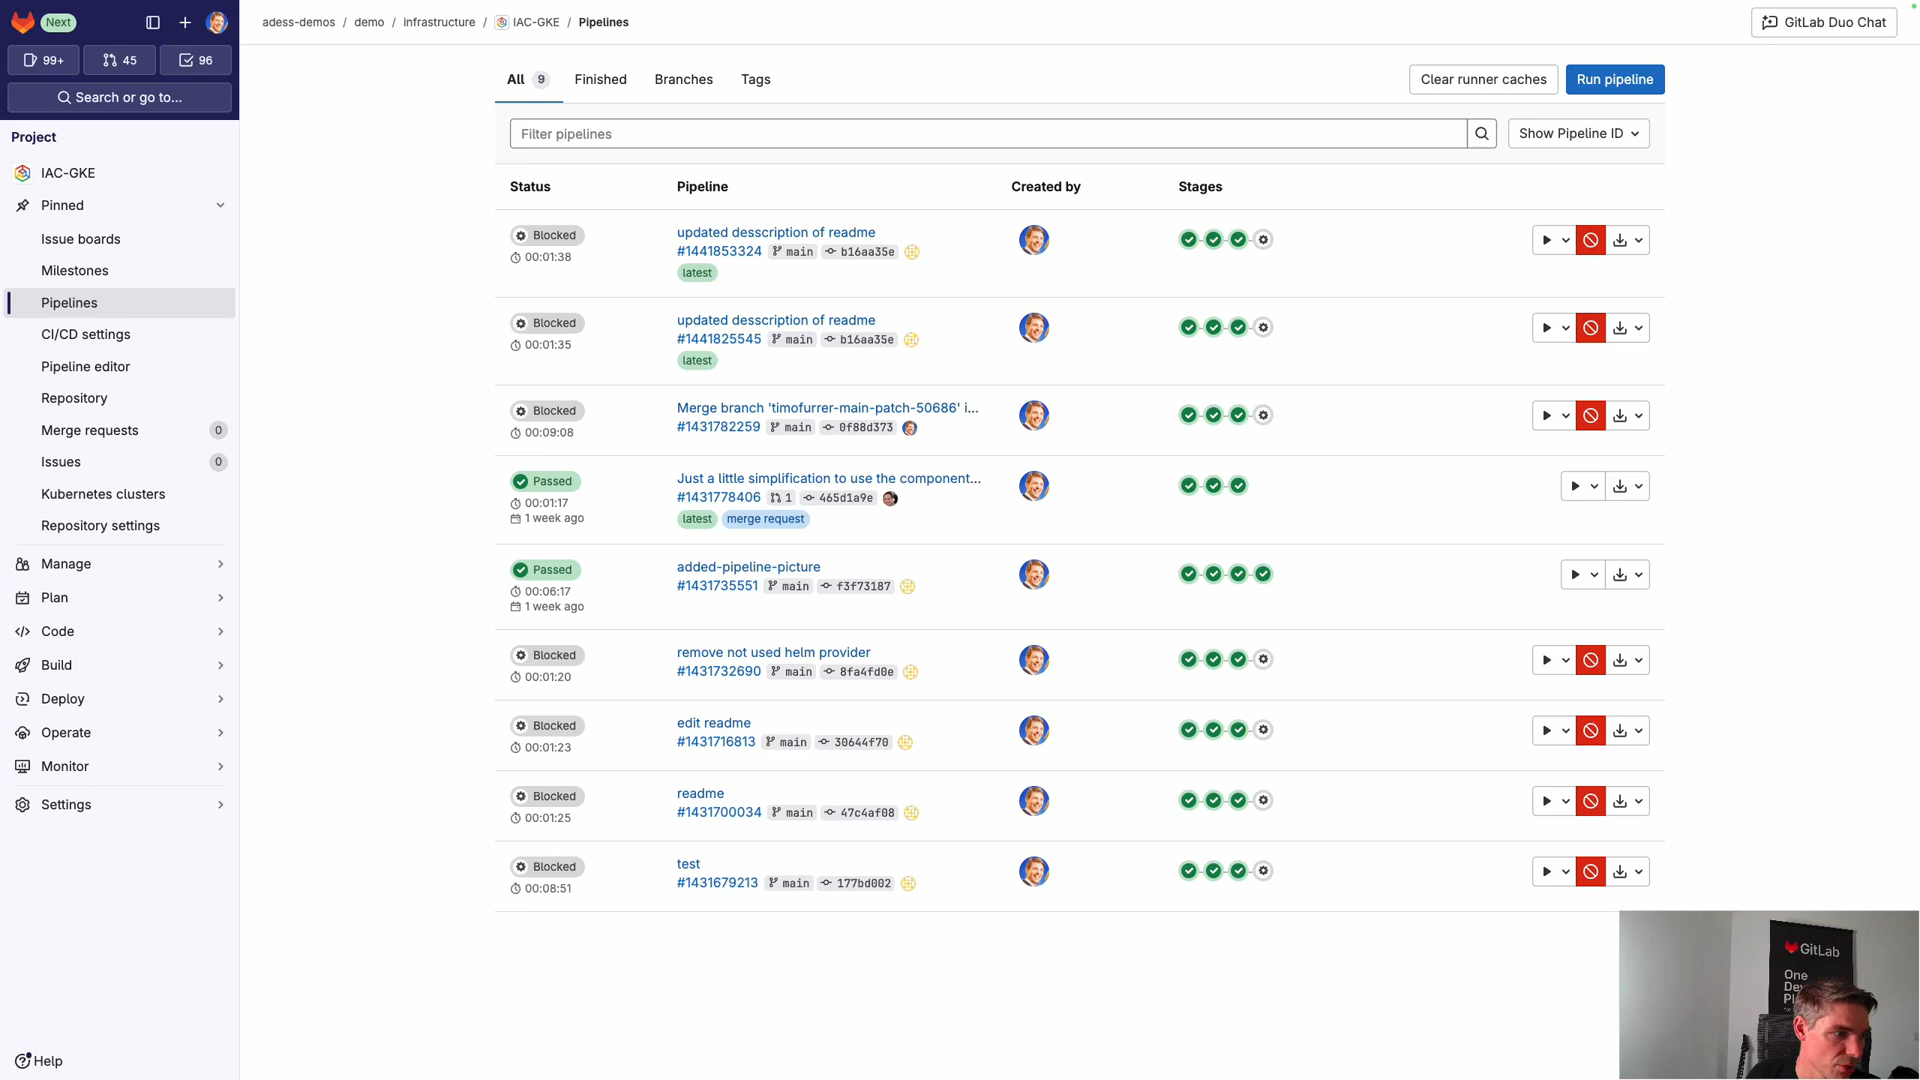 Next
adess-demos / demo / infrastructure / IAC-GKE / Pipelines
GitLab Duo Chat
99+ 45 96
Search or go to...
Project
IAC-GKE
Pinned
Issue boards
Milestones
Pipelines
CI/CD settings
Pipeline editor
Repository
Merge requests 0
Issues 0
Kubernetes clusters
Repository settings
Manage
Plan
Code
Build
Deploy
Operate
Monitor
Settings
Help
All 9 Finished Branches Tags
Clear runner caches Run pipeline
Filter pipelines
Show Pipeline ID
Status Pipeline Created by Stages
Blocked
00:01:38
updated desscription of readme
#1441853324 main b16aa35e
latest
Blocked
00:01:35
updated desscription of readme
#1441825545 main b16aa35e
latest
Blocked
00:09:08
Merge branch 'timofurrer-main-patch-50686' i...
#1431782259 main 0f88d373
Passed
00:01:17
1 week ago
Just a little simplification to use the component...
#1431778406 1 465d1a9e
latest merge request
Passed
00:06:17
1 week ago
added-pipeline-picture
#1431735551 main f3f73187
Blocked
00:01:20
remove not used helm provider
#1431732690 main 8fa4fd0e
Blocked
00:01:23
edit readme
#1431716813 main 30644f70
Blocked
00:01:25
readme
#1431700034 main 47c4af08
Blocked
00:08:51
test
#1431679213 main 177bd002
GitLab
One